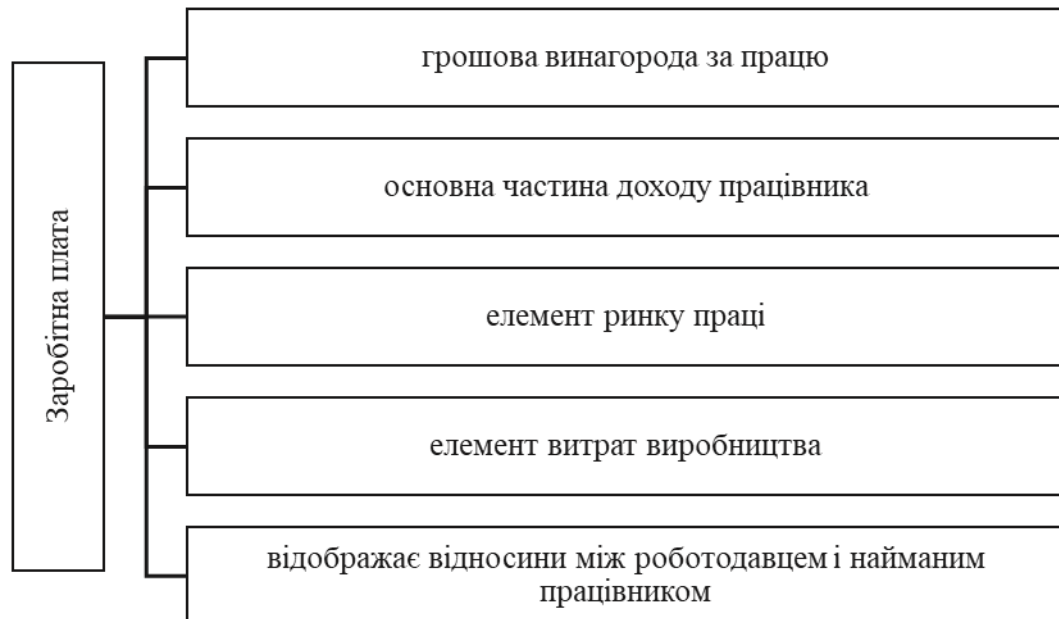 Заробітна плата
грошова винагорода за працю
основна частина доходу працівника
елемент ринку праці
елемент витрат виробництва
відображає відносини між роботодавцем і найманим
працівником